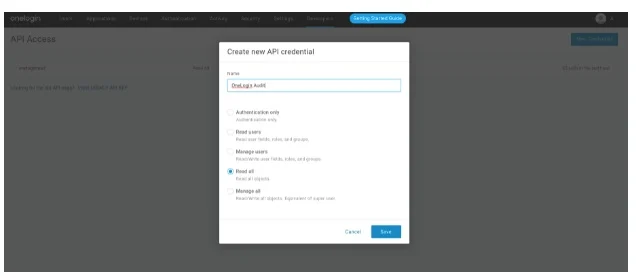 onelogin Users Applications Devices Authentication Activity Security Settings Developers Getting Started Guide
API Access
New Credential
Create new API credential
Name
OneLogin Audit
Authentication only
Authentication only
Read users
Read user fields, roles, and groups
Manage users
Read/Write user fields, roles, and groups
Read all
Read all objects
Manage all
Read/Write all objects. Equivalent of super user
Cancel Save